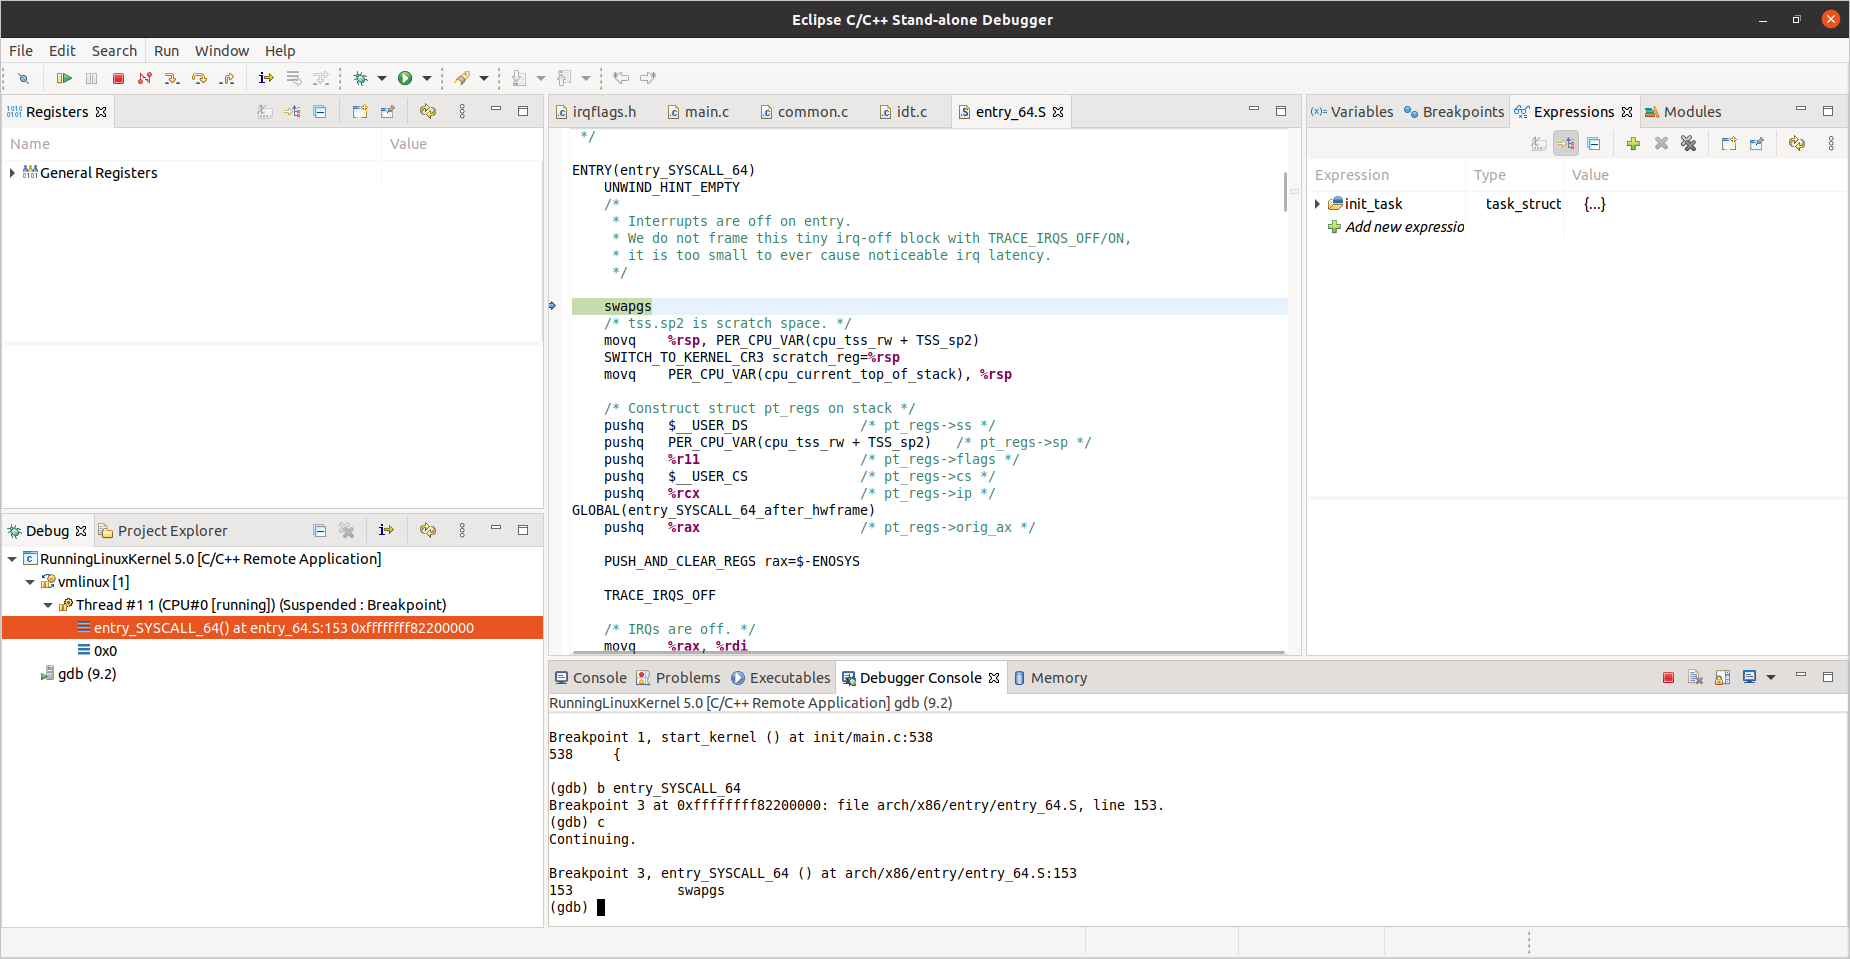 Eclipse C/C++ Stand-alone Debugger
File Edit Search Run Window Help
Registers
Name Value
General Registers
Debug Project Explorer
RunningLinuxKernel 5.0 [C/C++ Remote Application]
vmlinux [1]
Thread #1 1 (CPU#0 [running]) (Suspended : Breakpoint)
entry_SYSCALL_64() at entry_64.S:153 0xffffffff82200000
0x0
gdb (9.2)
irqflags.h main.c common.c idt.c entry_64.S
*/
ENTRY(entry_SYSCALL_64)
UNWIND_HINT_EMPTY
/*
* Interrupts are off on entry.
* We do not frame this tiny irq-off block with TRACE_IRQS_OFF/ON,
* it is too small to ever cause noticeable irq latency.
*/
swapgs
/* tss.sp2 is scratch space. */
movq %rsp, PER_CPU_VAR(cpu_tss_rw + TSS_sp2)
SWITCH_TO_KERNEL_CR3 scratch_reg=%rsp
movq PER_CPU_VAR(cpu_current_top_of_stack), %rsp
/* Construct struct pt_regs on stack */
pushq $__USER_DS /* pt_regs->ss */
pushq PER_CPU_VAR(cpu_tss_rw + TSS_sp2) /* pt_regs->sp */
pushq %r11 /* pt_regs->flags */
pushq $__USER_CS /* pt_regs->cs */
pushq %rcx /* pt_regs->ip */
GLOBAL(entry_SYSCALL_64_after_hwframe)
pushq %rax /* pt_regs->orig_ax */
PUSH_AND_CLEAR_REGS rax=$-ENOSYS
TRACE_IRQS_OFF
/* IRQs are off. */
movq %rax, %rdi
Variables Breakpoints Expressions Modules
Expression Type Value
init_task task_struct {...}
Add new expressio
Console Problems Executables Debugger Console Memory
RunningLinuxKernel 5.0 [C/C++ Remote Application] gdb (9.2)
Breakpoint 1, start_kernel () at init/main.c:538
538 {
(gdb) b entry_SYSCALL_64
Breakpoint 3 at 0xffffffff82200000: file arch/x86/entry/entry_64.S, line 153.
(gdb) c
Continuing.
Breakpoint 3, entry_SYSCALL_64 () at arch/x86/entry/entry_64.S:153
153 swapgs
(gdb)